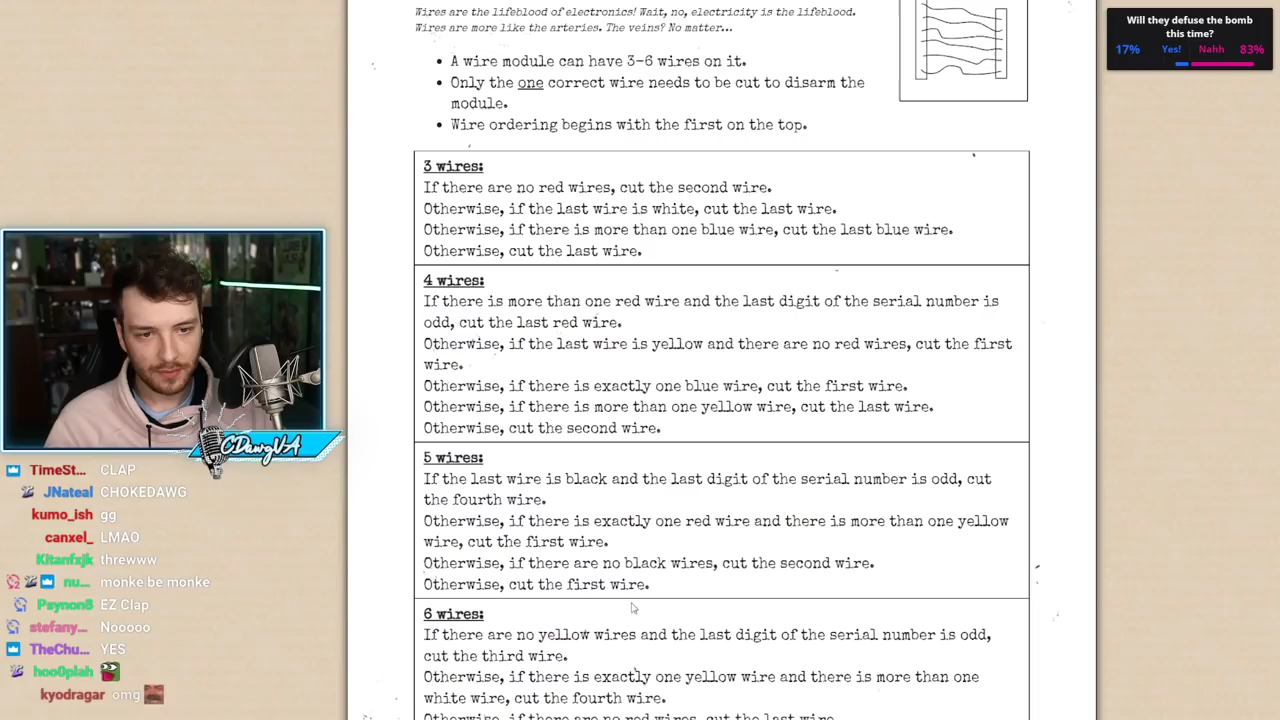 Wires are the lifeblood of electronics! Wait, no, electricity is the lifeblood.
Wires are more like the arteries. The veins? No matter…
• A wire module can have 3-6 wires on it.
• Only the one correct wire needs to be cut to disarm the
module.
• Wire ordering begins with the first on the top.
3 wires:
If there are no red wires, cut the second wire.
Otherwise, if the last wire is white, cut the last wire.
Otherwise, if there is more than one blue wire, cut the last blue wire.
Otherwise, cut the last wire.
4 wires:
If there is more than one red wire and the last digit of the serial number is
odd, cut the last red wire.
Otherwise, if the last wire is yellow and there are no red wires, cut the first
wire.
Otherwise, if there is exactly one blue wire, cut the first wire.
Otherwise, if there is more than one yellow wire, cut the last wire.
Otherwise, cut the second wire.
5 wires:
If the last wire is black and the last digit of the serial number is odd, cut
the fourth wire.
Otherwise, if there is exactly one red wire and there is more than one yellow
wire, cut the first wire.
Otherwise, if there are no black wires, cut the second wire.
Otherwise, cut the first wire.
6 wires:
If there are no yellow wires and the last digit of the serial number is odd,
cut the third wire.
Otherwise, if there is exactly one yellow wire and there is more than one
white wire, cut the fourth wire.
Otherwise, if there are no red wires, cut the last wire.
Will they defuse the bomb
this time?
17% Yes! Nahh 83%
CDawgVA
TimeSt... CLAP
JNateal CHOKEDAWG
kumo_ish gg
canxel_ LMAO
Kitanfxjk threwww
nu... monke be monke
Psynon8 EZ Clap
stefany... Nooooo
TheChu... YES
hoo0plah
kyodragar omg